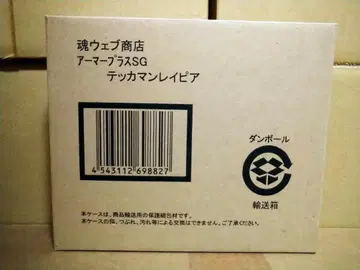 魂ウェブ商店
アーマープラスSG
テッカマンレイピア
4 543112 698827
ダンボール
輸送箱
本ケースは、商品輸送用の保護梱包材です。
本ケースの傷、つぶれ、汚れ等による交換はできません。ご了承ください。